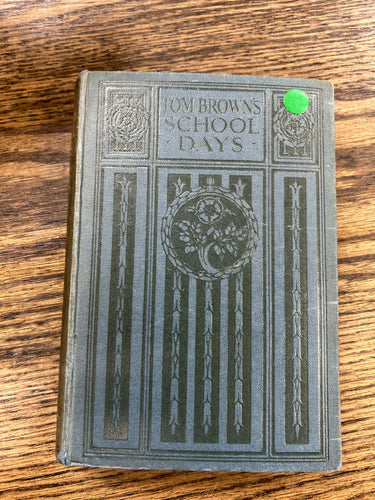 TOM BROWN'S
SCHOOL
· DAYS ·